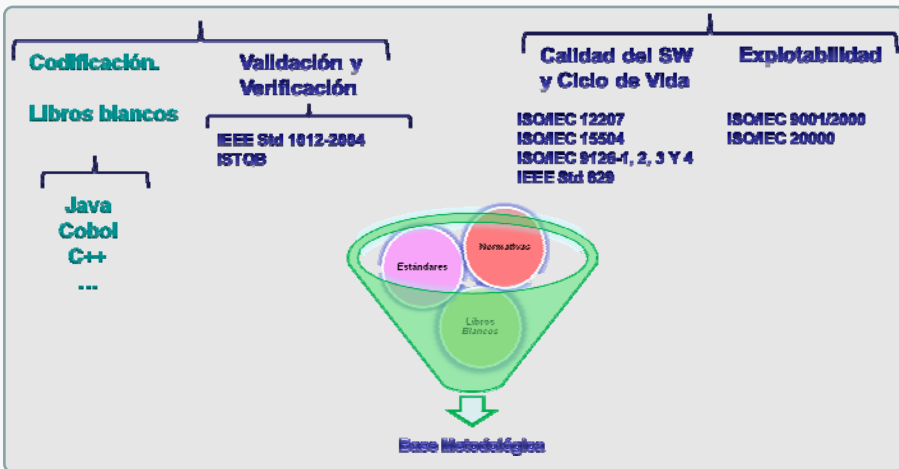 Codificación.
Libros blancos
Java
Cobol
C++
...
Validación y
Verificación
IEEE Std 1012-2004
ISTQB
Calidad del SW
y Ciclo de Vida
ISO/IEC 12207
ISO/IEC 15504
ISO/IEC 9126-1, 2, 3 Y 4
IEEE Std 829
Explotabilidad
ISO/IEC 9001/2000
ISO/IEC 20000
Estándares
Normativas
Libros
Blancos
Base Metodológica